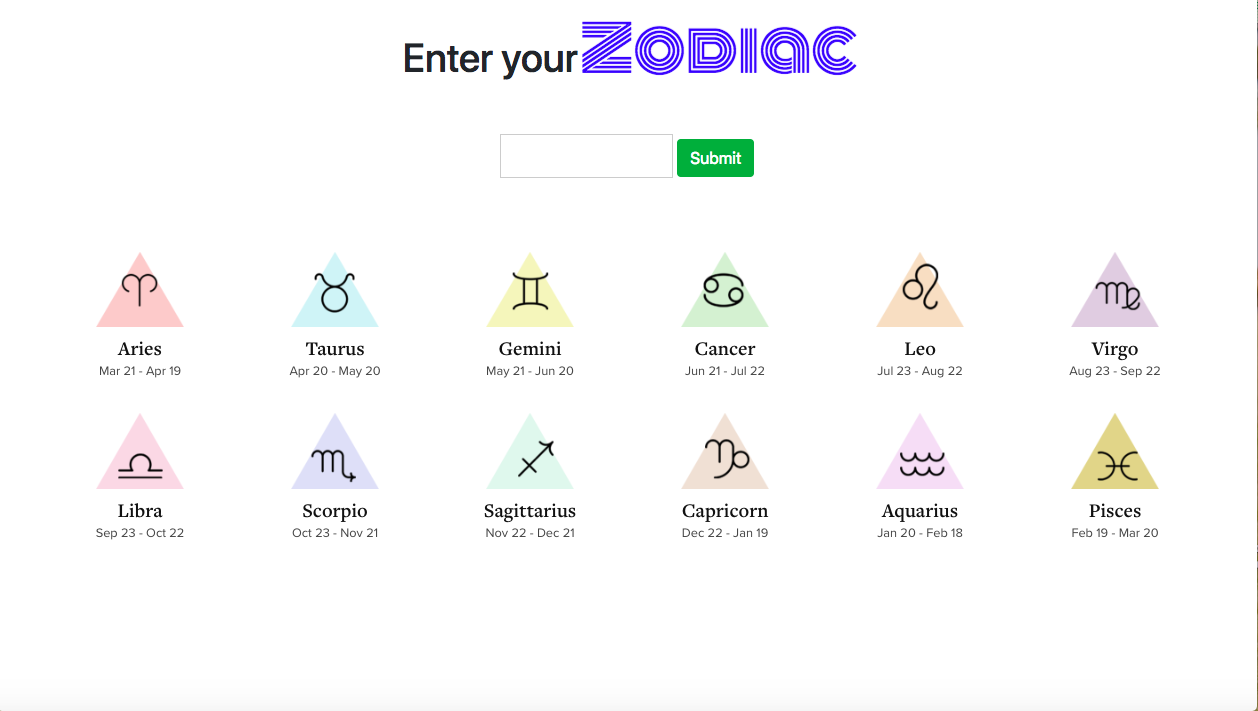 Enter your Zodiac
Submit
Aries Taurus Gemini Cancer Leo Virgo
Mar 21 - Apr 19 Apr 20 - May 20 May 21 - Jun 20 Jun 21 - Jul 22 Jul 23 - Aug 22 Aug 23 - Sep 22
Libra Scorpio Sagittarius Capricorn Aquarius Pisces
Sep 23 - Oct 22 Oct 23 - Nov 21 Nov 22 - Dec 21 Dec 22 - Jan 19 Jan 20 - Feb 18 Feb 19 - Mar 20